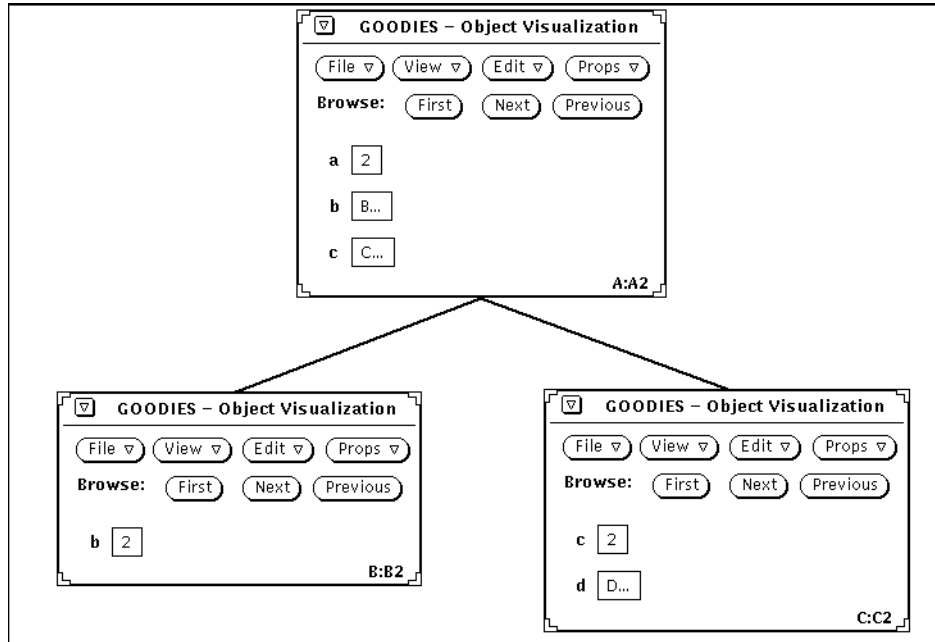 GOODIES – Object Visualization
File View Edit Props
Browse: First Next Previous
a 2
b B...
c C...
A:A2
GOODIES – Object Visualization
File View Edit Props
Browse: First Next Previous
b 2
B:B2
GOODIES – Object Visualization
File View Edit Props
Browse: First Next Previous
c 2
d D...
C:C2